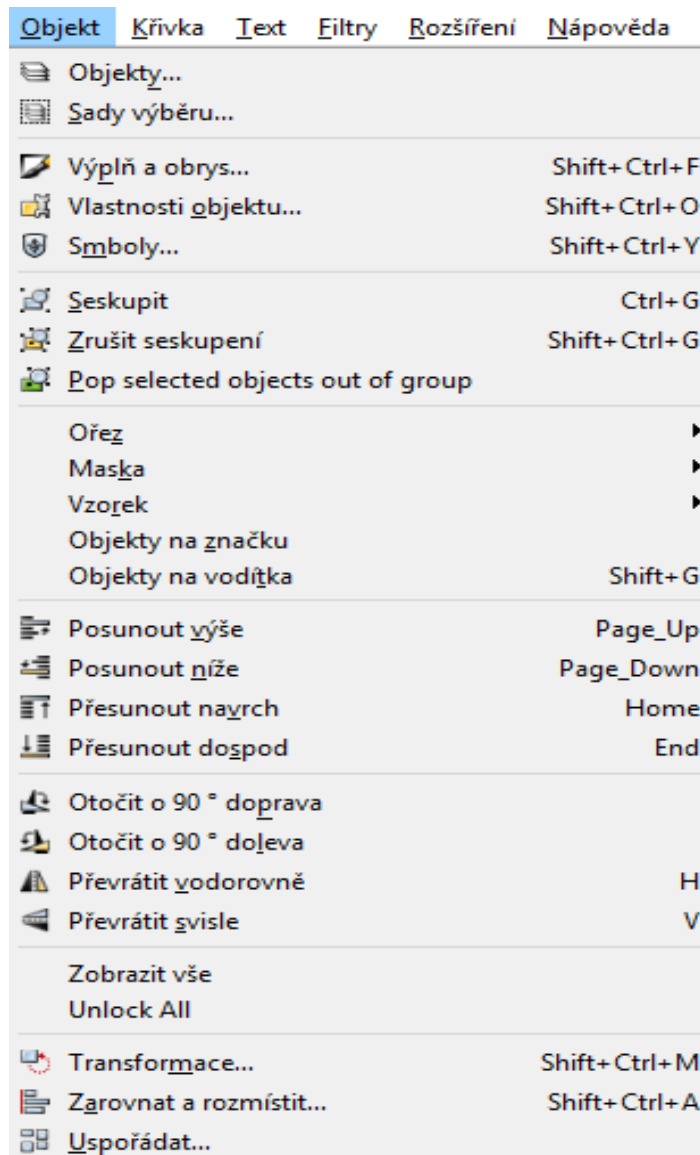 Objekt Křivka Text Filtry Rozšíření Nápověda
Objekty...
Sady výběru...
Výplň a obrys... Shift+Ctrl+F
Vlastnosti objektu... Shift+Ctrl+O
Smboly... Shift+Ctrl+Y
Seskupit Ctrl+G
Zrušit seskupení Shift+Ctrl+G
Pop selected objects out of group
Ořez
Maska
Vzorek
Objekty na značku
Objekty na vodítka Shift+G
Posunout výše Page_Up
Posunout níže Page_Down
Přesunout navrch Home
Přesunout dospod End
Otočit o 90 ° doprava
Otočit o 90 ° doleva
Převrátit vodorovně H
Převrátit svisle V
Zobrazit vše
Unlock All
Transformace... Shift+Ctrl+M
Zarovnat a rozmístit... Shift+Ctrl+A
Uspořádat...